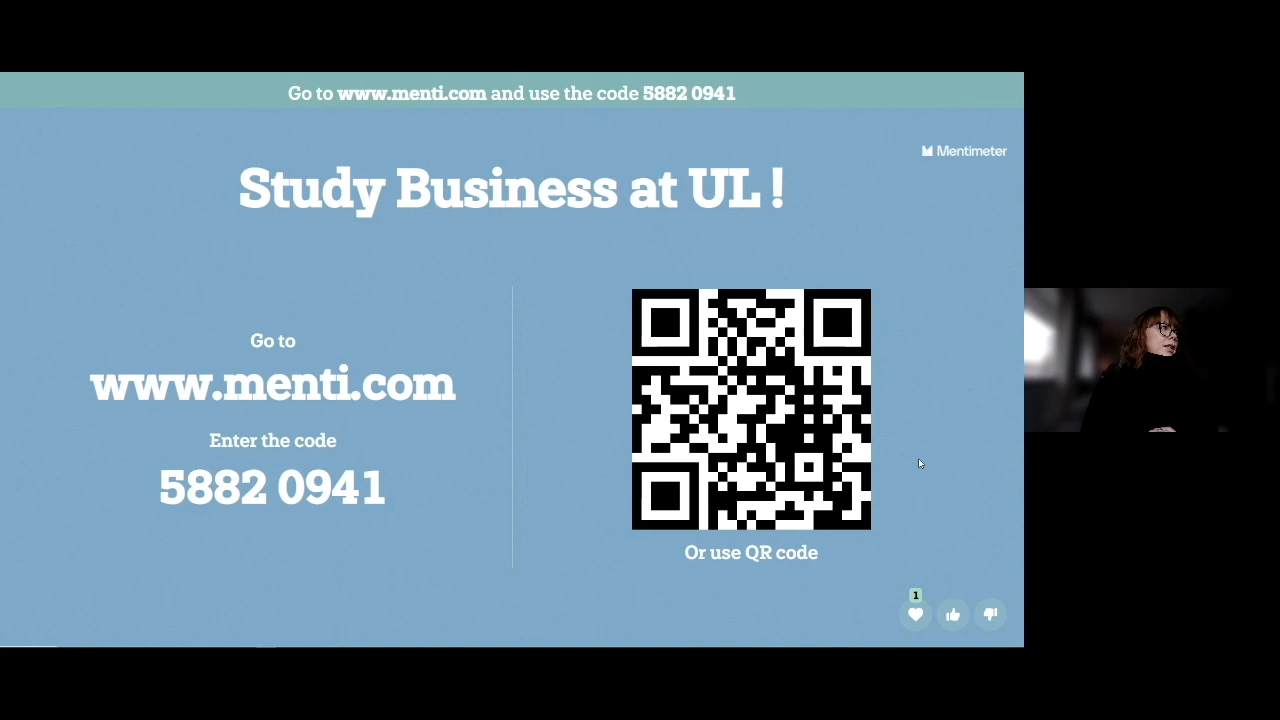 Go to www.menti.com and use the code 5882 0941
Mentimeter
Study Business at UL !
Go to
www.menti.com
Enter the code
5882 0941
Or use QR code
1